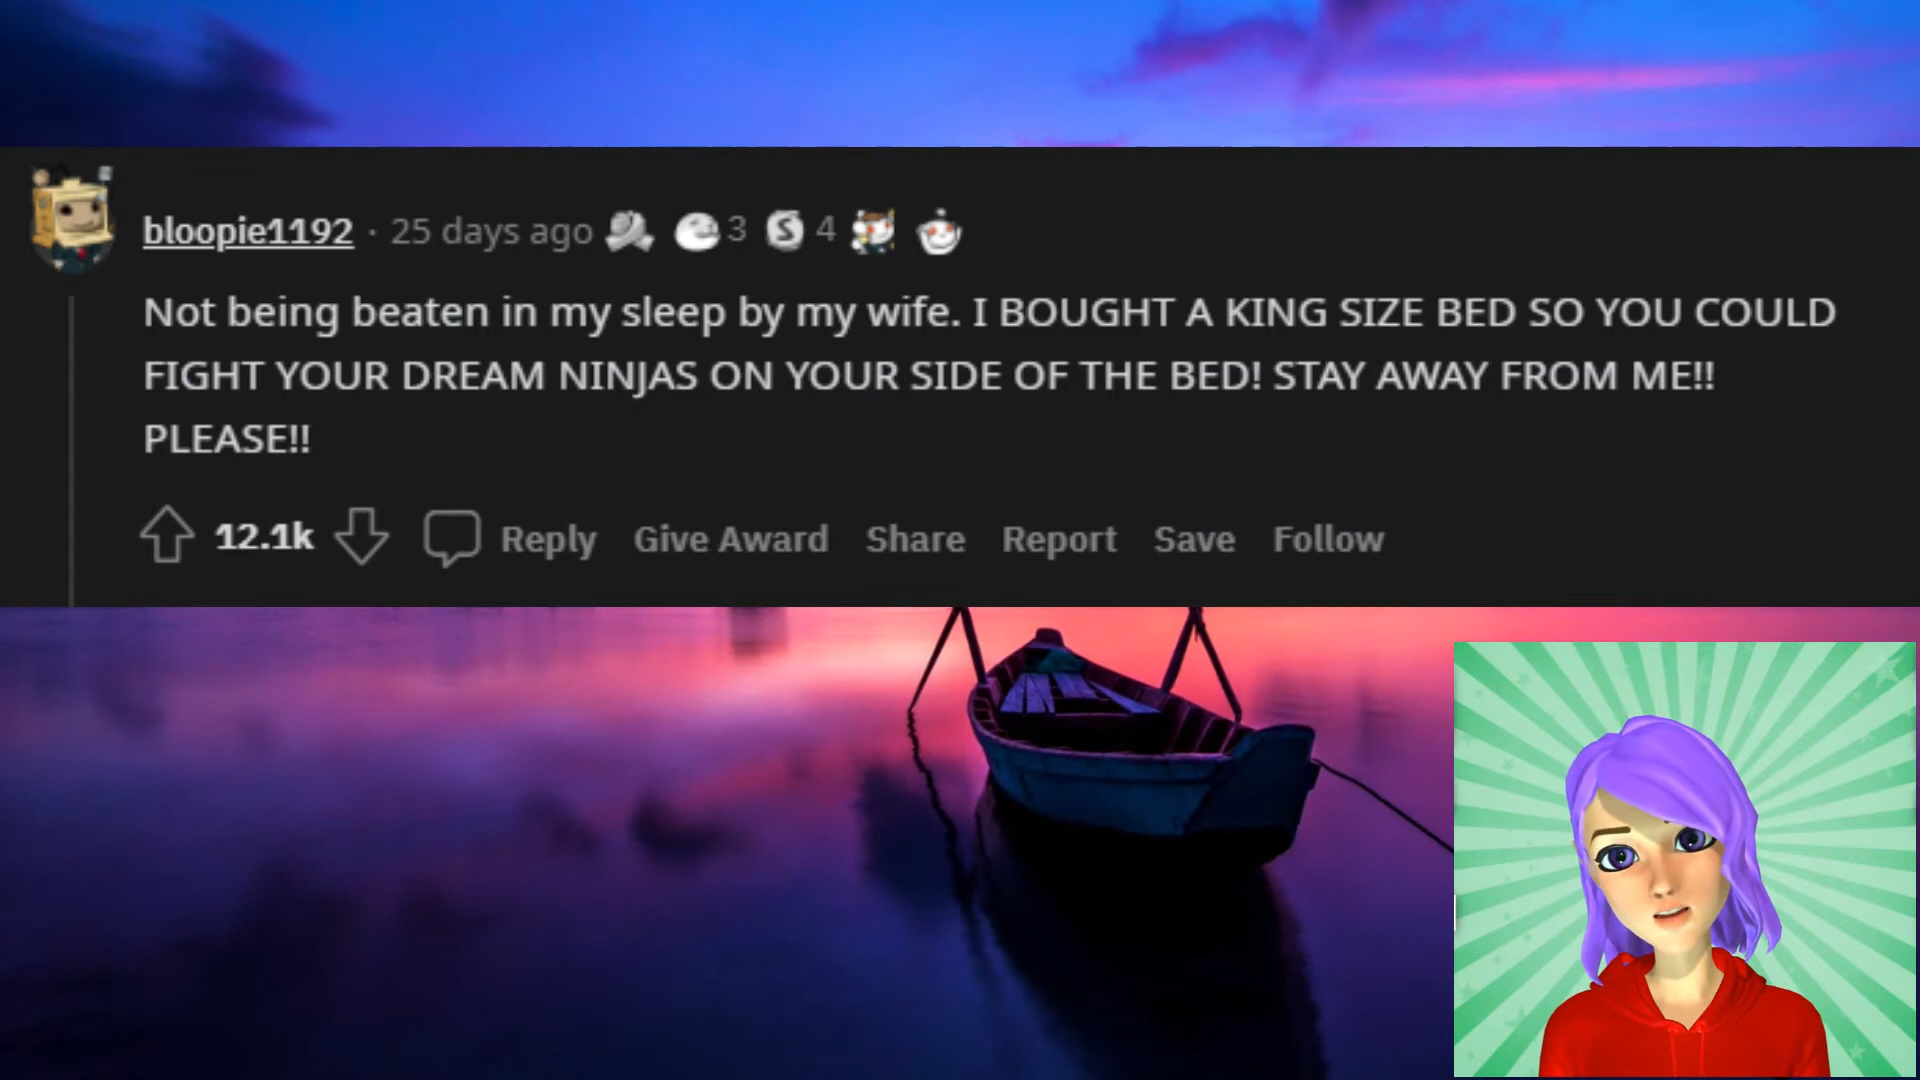 bloopie1192 · 25 days ago 3 S 4
Not being beaten in my sleep by my wife. I BOUGHT A KING SIZE BED SO YOU COULD
FIGHT YOUR DREAM NINJAS ON YOUR SIDE OF THE BED! STAY AWAY FROM ME!!
PLEASE!!
12.1k Reply Give Award Share Report Save Follow